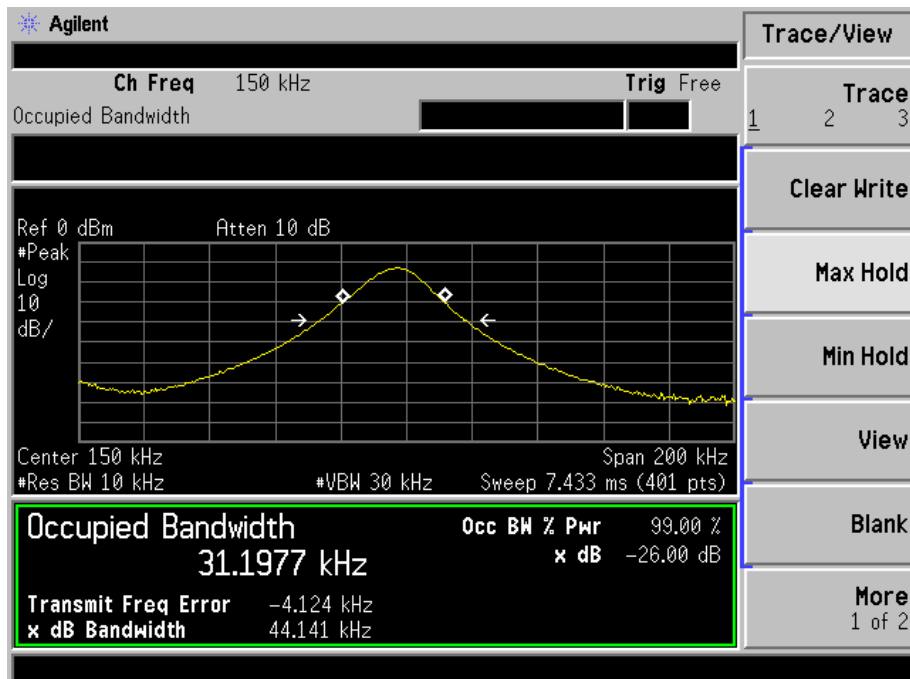 Agilent
Trace/View
Ch Freq 150 kHz Trig Free
Occupied Bandwidth
Trace
1 2 3
Clear Write
Max Hold
Min Hold
View
Blank
More
1 of 2
Ref 0 dBm Atten 10 dB
#Peak
Log
10
dB/
Center 150 kHz Span 200 kHz
#Res BW 10 kHz #VBW 30 kHz Sweep 7.433 ms (401 pts)
Occupied Bandwidth
31.1977 kHz
Occ BW % Pwr 99.00 %
x dB -26.00 dB
Transmit Freq Error -4.124 kHz
x dB Bandwidth 44.141 kHz